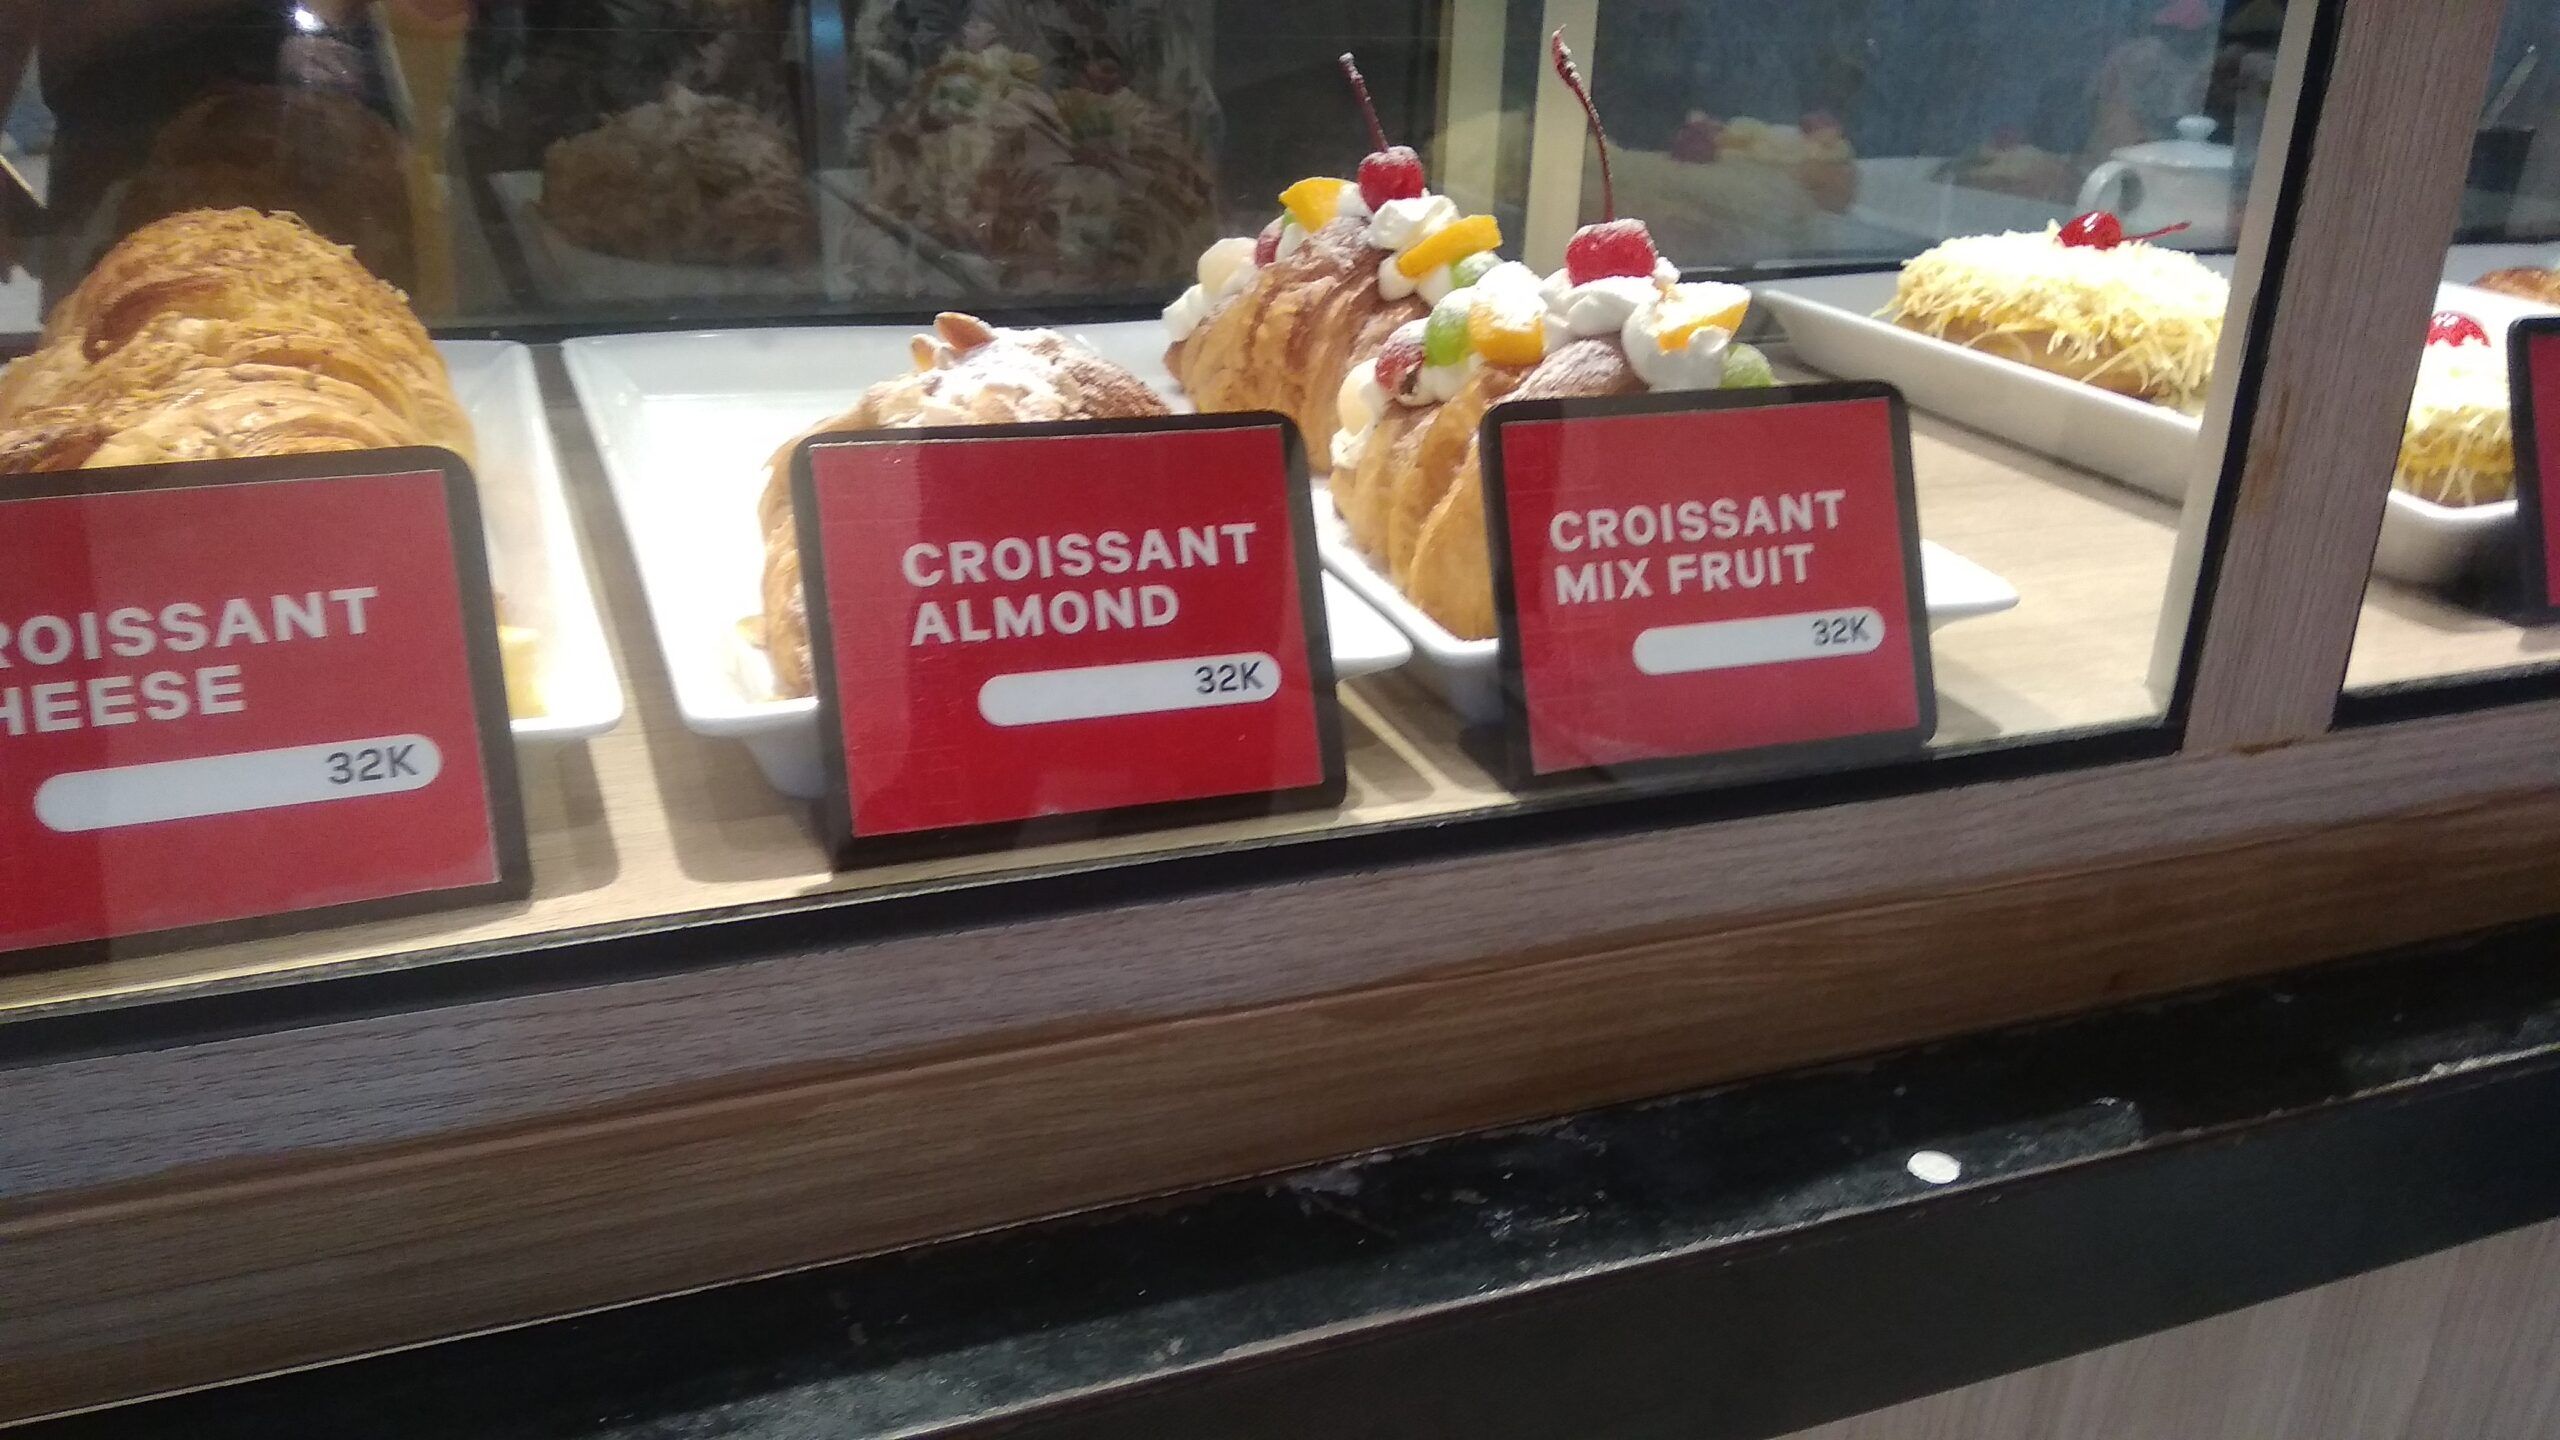 ROISSANT
HEESE
32K
CROISSANT
ALMOND
32K
CROISSANT
MIX FRUIT
32K